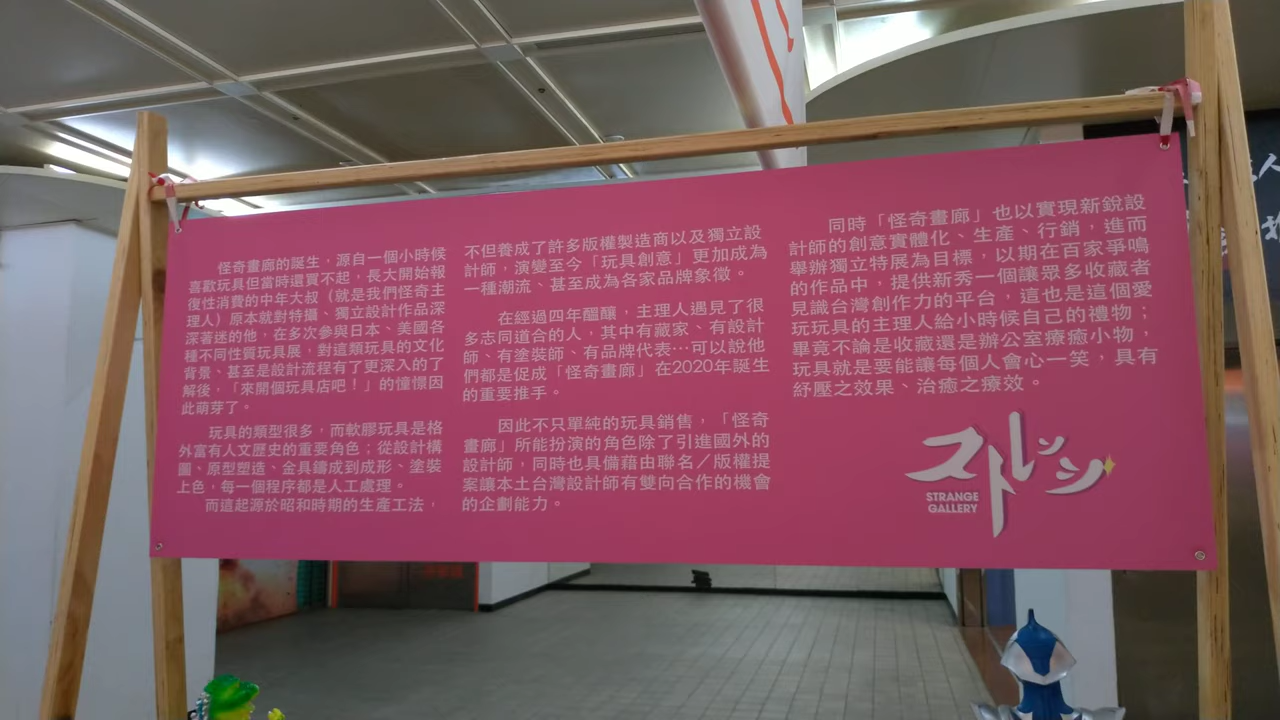 怪奇畫廊的誕生，源自一個小時候
喜歡玩具但當時還買不起，長大開始報
復性消費的中年大叔（就是我們怪奇主
理人）原本就對特攝、獨立設計作品深
深著迷的他，在多次參與日本、美國各
種不同性質玩具展，對這類玩具的文化
背景、甚至是設計流程有了更深入的了
解後，「來開個玩具店吧！」的憧憬因
此萌芽了。
玩具的類型很多，而軟膠玩具是格
外富有人文歷史的重要角色；從設計構
圖、原型塑造、金具鑄成到成形、塗裝
上色，每一個程序都是人工處理。
而這起源於昭和時期的生產工法，
不但養成了許多版權製造商以及獨立設
計師，演變至今「玩具創意」更加成為
一種潮流、甚至成為各家品牌象徵。
在經過四年醞釀，主理人遇見了很
多志同道合的人，其中有藏家、有設計
師、有塗裝師、有品牌代表…可以說他
們都是促成「怪奇畫廊」在2020年誕生
的重要推手。
因此不只單純的玩具銷售，「怪奇
畫廊」所能扮演的角色除了引進國外的
設計師，同時也具備藉由聯名／版權提
案讓本土台灣設計師有雙向合作的機會
的企劃能力。
同時「怪奇畫廊」也以實現新銳設
計師的創意實體化、生產、行銷，進而
舉辦獨立特展為目標，以期在百家爭鳴
的作品中，提供新秀一個讓眾多收藏者
見識台灣創作力的平台，這也是這個愛
玩玩具的主理人給小時候自己的禮物；
畢竟不論是收藏還是辦公室療癒小物，
玩具就是要能讓每個人會心一笑，具有
紓壓之效果、治癒之療效。
ストレンジ
STRANGE
GALLERY